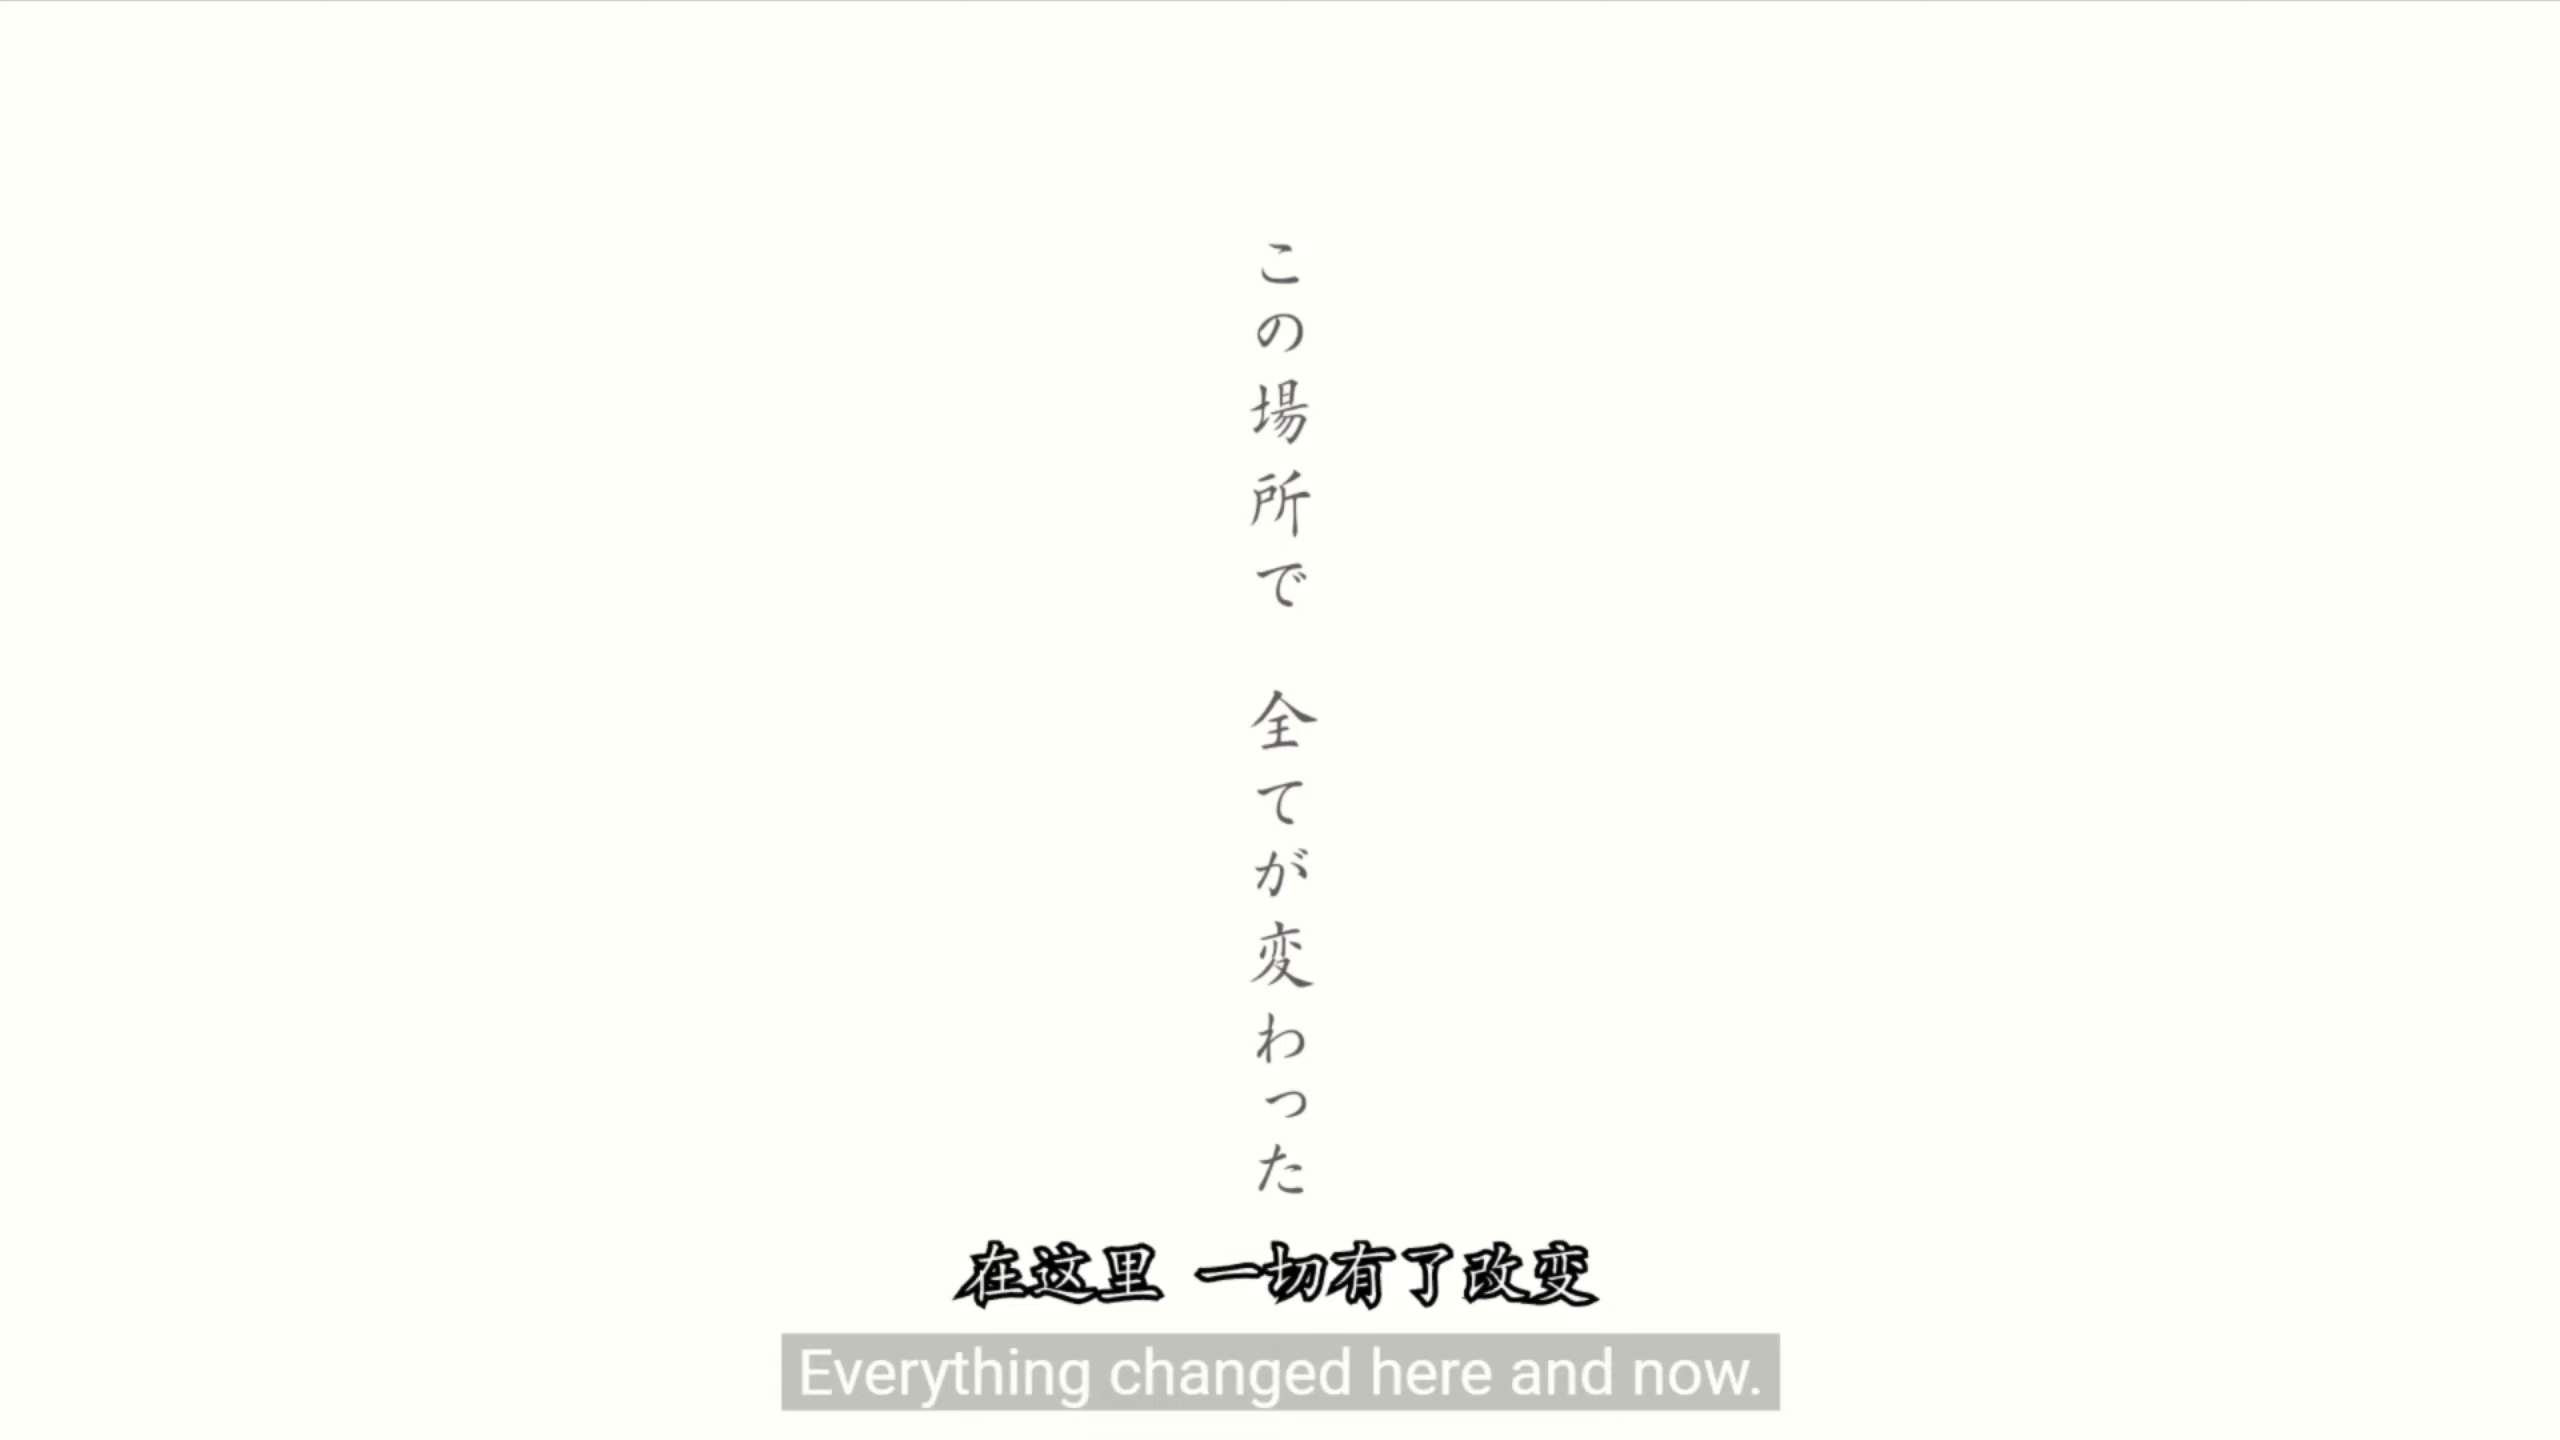 この場所で 全てが変わった
在这里 一切有了改变
Everything changed here and now.